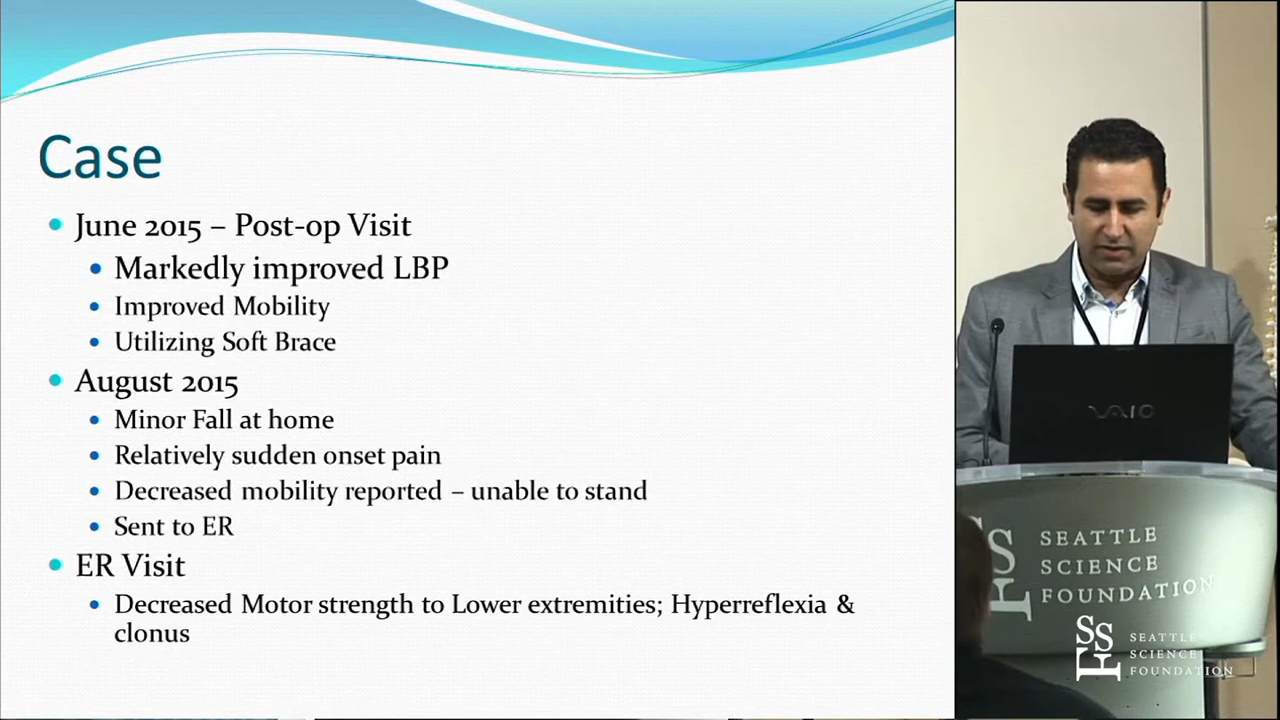 Case
June 2015 – Post-op Visit
Markedly improved LBP
Improved Mobility
Utilizing Soft Brace
August 2015
Minor Fall at home
Relatively sudden onset pain
Decreased mobility reported – unable to stand
Sent to ER
ER Visit
Decreased Motor strength to Lower extremities; Hyperreflexia &
clonus
VAIO
SEATTLE
SCIENCE
FOUNDATION
SSF
SEATTLE
SCIENCE
FOUNDATION